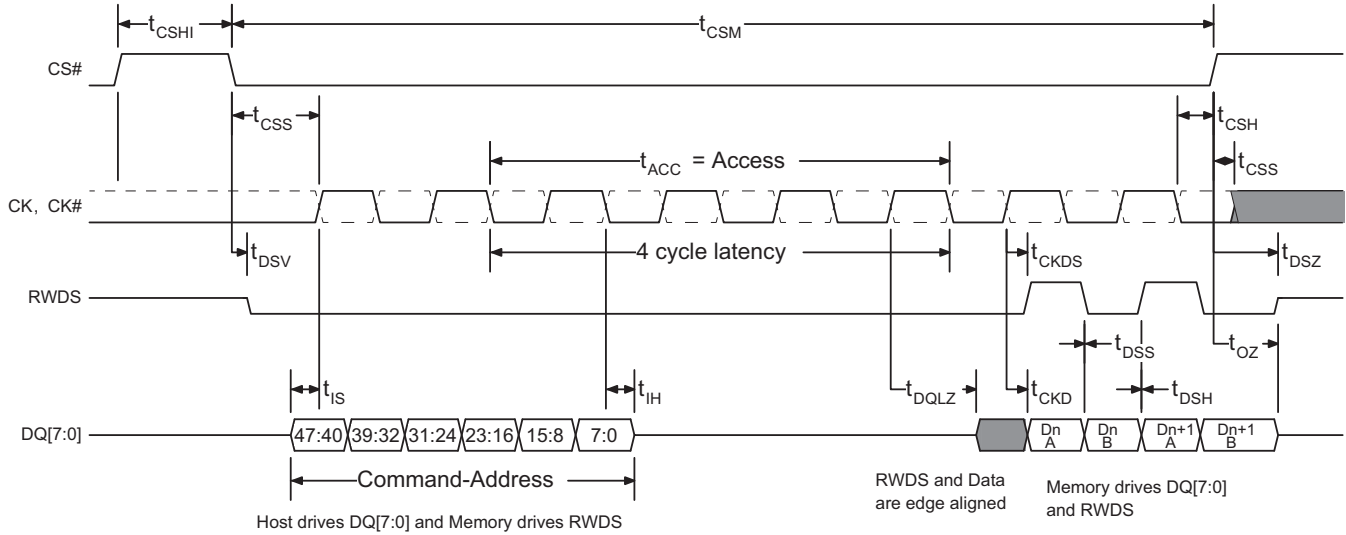 tCSHI
tCSM
CS#
tCSS
tCSH
tACC = Access
tCSS
CK, CK#
4 cycle latency
tDSV
tCKDS
tDSZ
RWDS
tDSS
tOZ
tIS
tIH
tDQLZ
tCKD
tDSH
DQ[7:0]
47:40 39:32 31:24 23:16 15:8 7:0
Dn A
Dn B
Dn+1 A
Dn+1 B
Command-Address
RWDS and Data
are edge aligned
Memory drives DQ[7:0]
and RWDS
Host drives DQ[7:0] and Memory drives RWDS